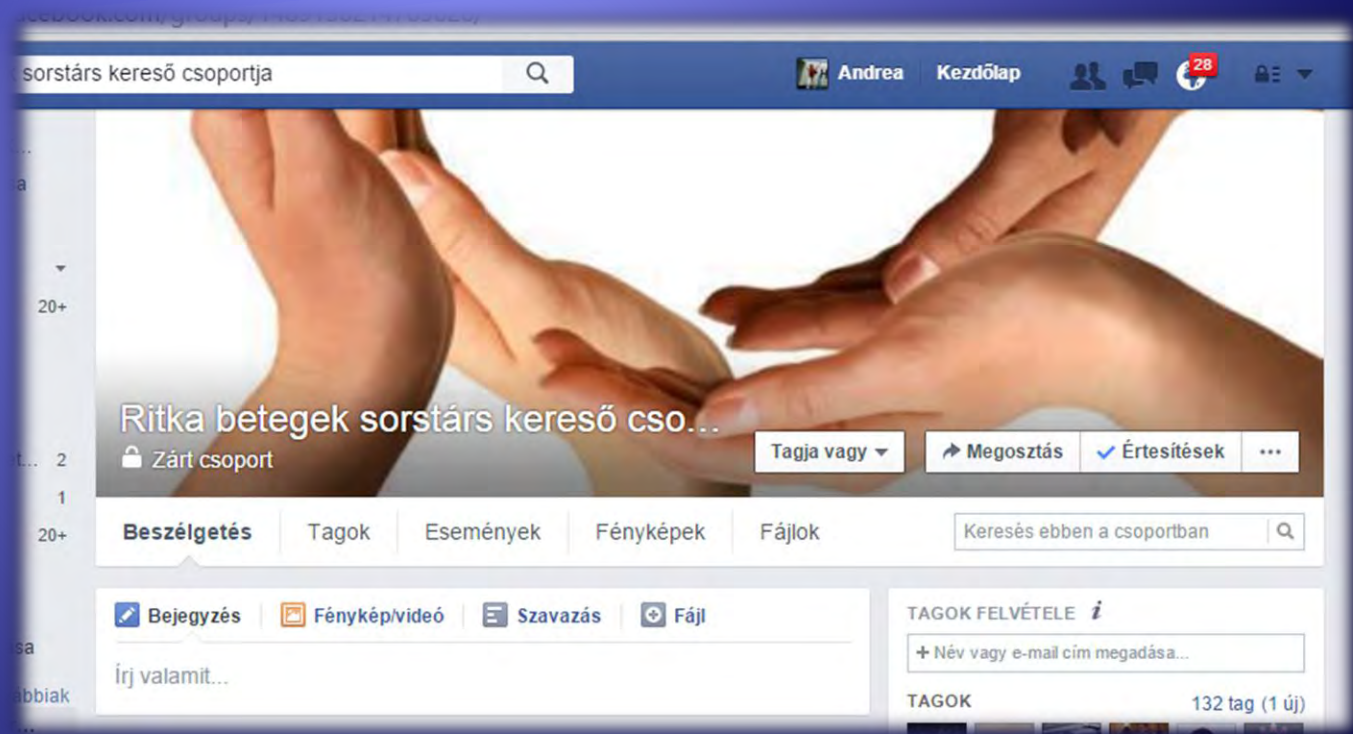 sorstárs kereső csoportja
Andrea
Kezdőlap
28
20+
2
1
20+
Ritka betegek sorstárs kereső cso...
Zárt csoport
Tagja vagy
Megosztás
Értesítések
Beszélgetés
Tagok
Események
Fényképek
Fájlok
Keresés ebben a csoportban
Bejegyzés
Fénykép/videó
Szavazás
Fájl
Írj valamit...
TAGOK FELVÉTELE i
+ Név vagy e-mail cím megadása...
TAGOK
132 tag (1 új)